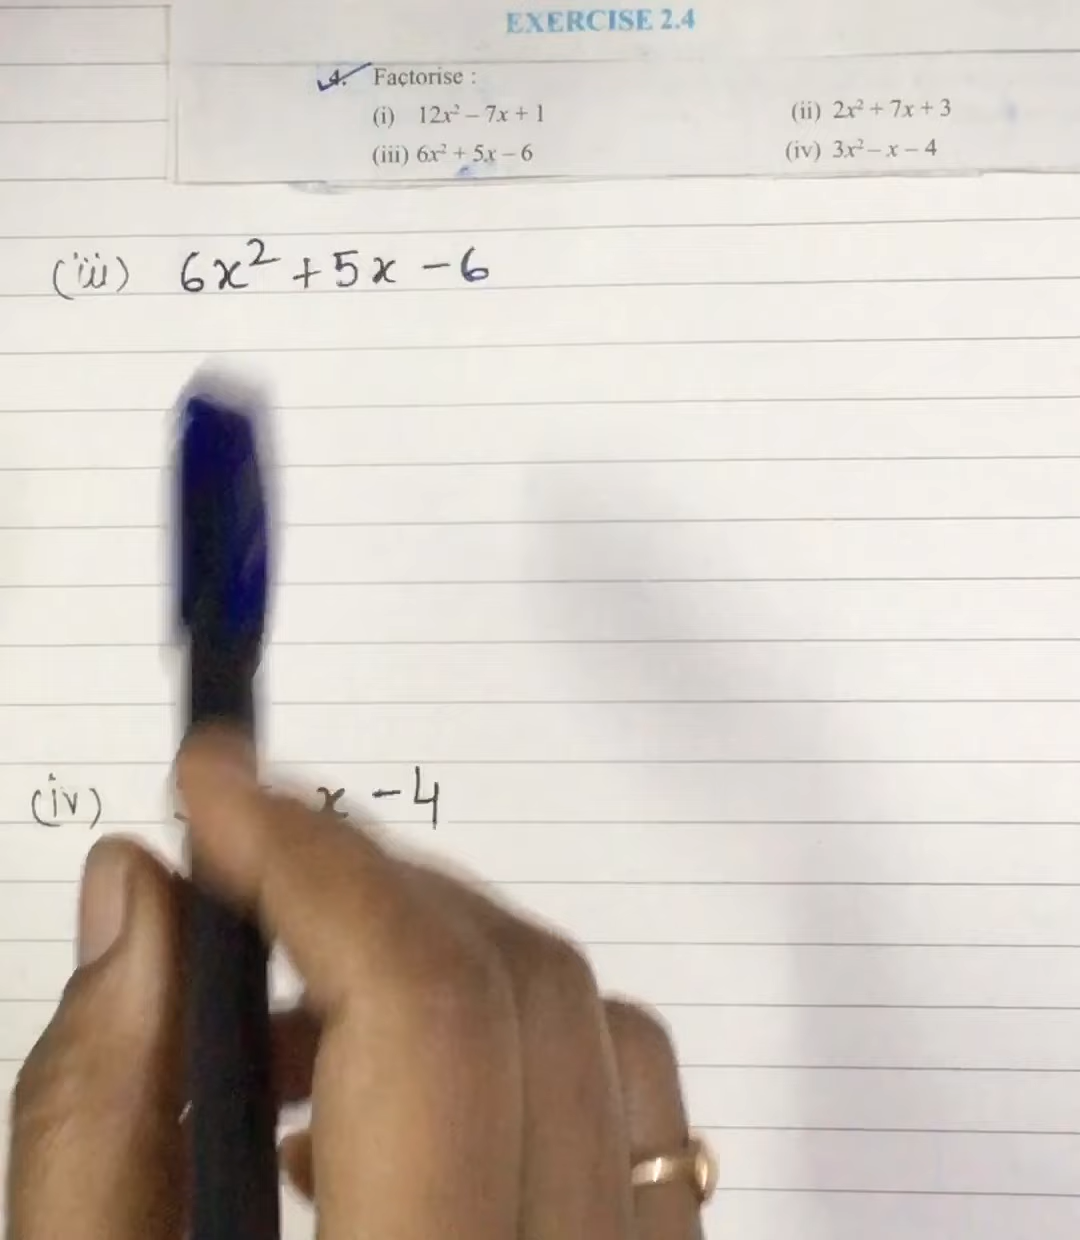 EXERCISE 2.4
4. Factorise :
(i) 12x² – 7x + 1 (ii) 2x² + 7x + 3
(iii) 6x² + 5x – 6 (iv) 3x² – x – 4
(iii) 6x² + 5x – 6
(iv) x – 4